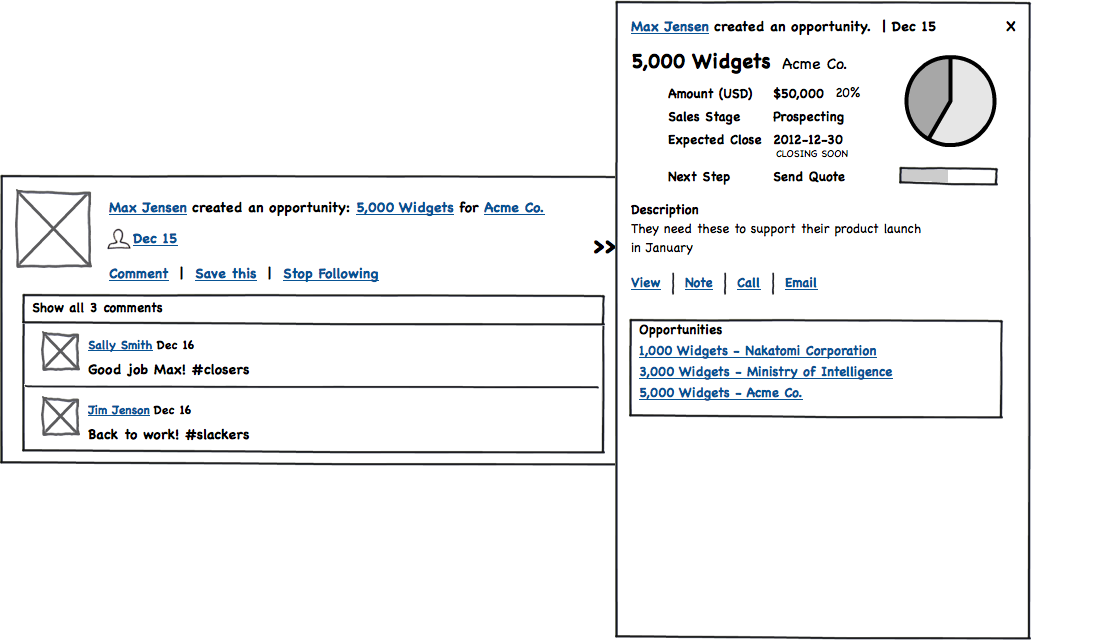 Max Jensen created an opportunity: 5,000 Widgets for Acme Co.
Dec 15
Comment | Save this | Stop Following
Show all 3 comments
Sally Smith Dec 16
Good job Max! #closers
Jim Jenson Dec 16
Back to work! #slackers
>>
Max Jensen created an opportunity. | Dec 15 X
5,000 Widgets Acme Co.
Amount (USD) $50,000 20%
Sales Stage Prospecting
Expected Close 2012-12-30
CLOSING SOON
Next Step Send Quote
Description
They need these to support their product launch
in January
View | Note | Call | Email
Opportunities
1,000 Widgets - Nakatomi Corporation
3,000 Widgets - Ministry of Intelligence
5,000 Widgets - Acme Co.